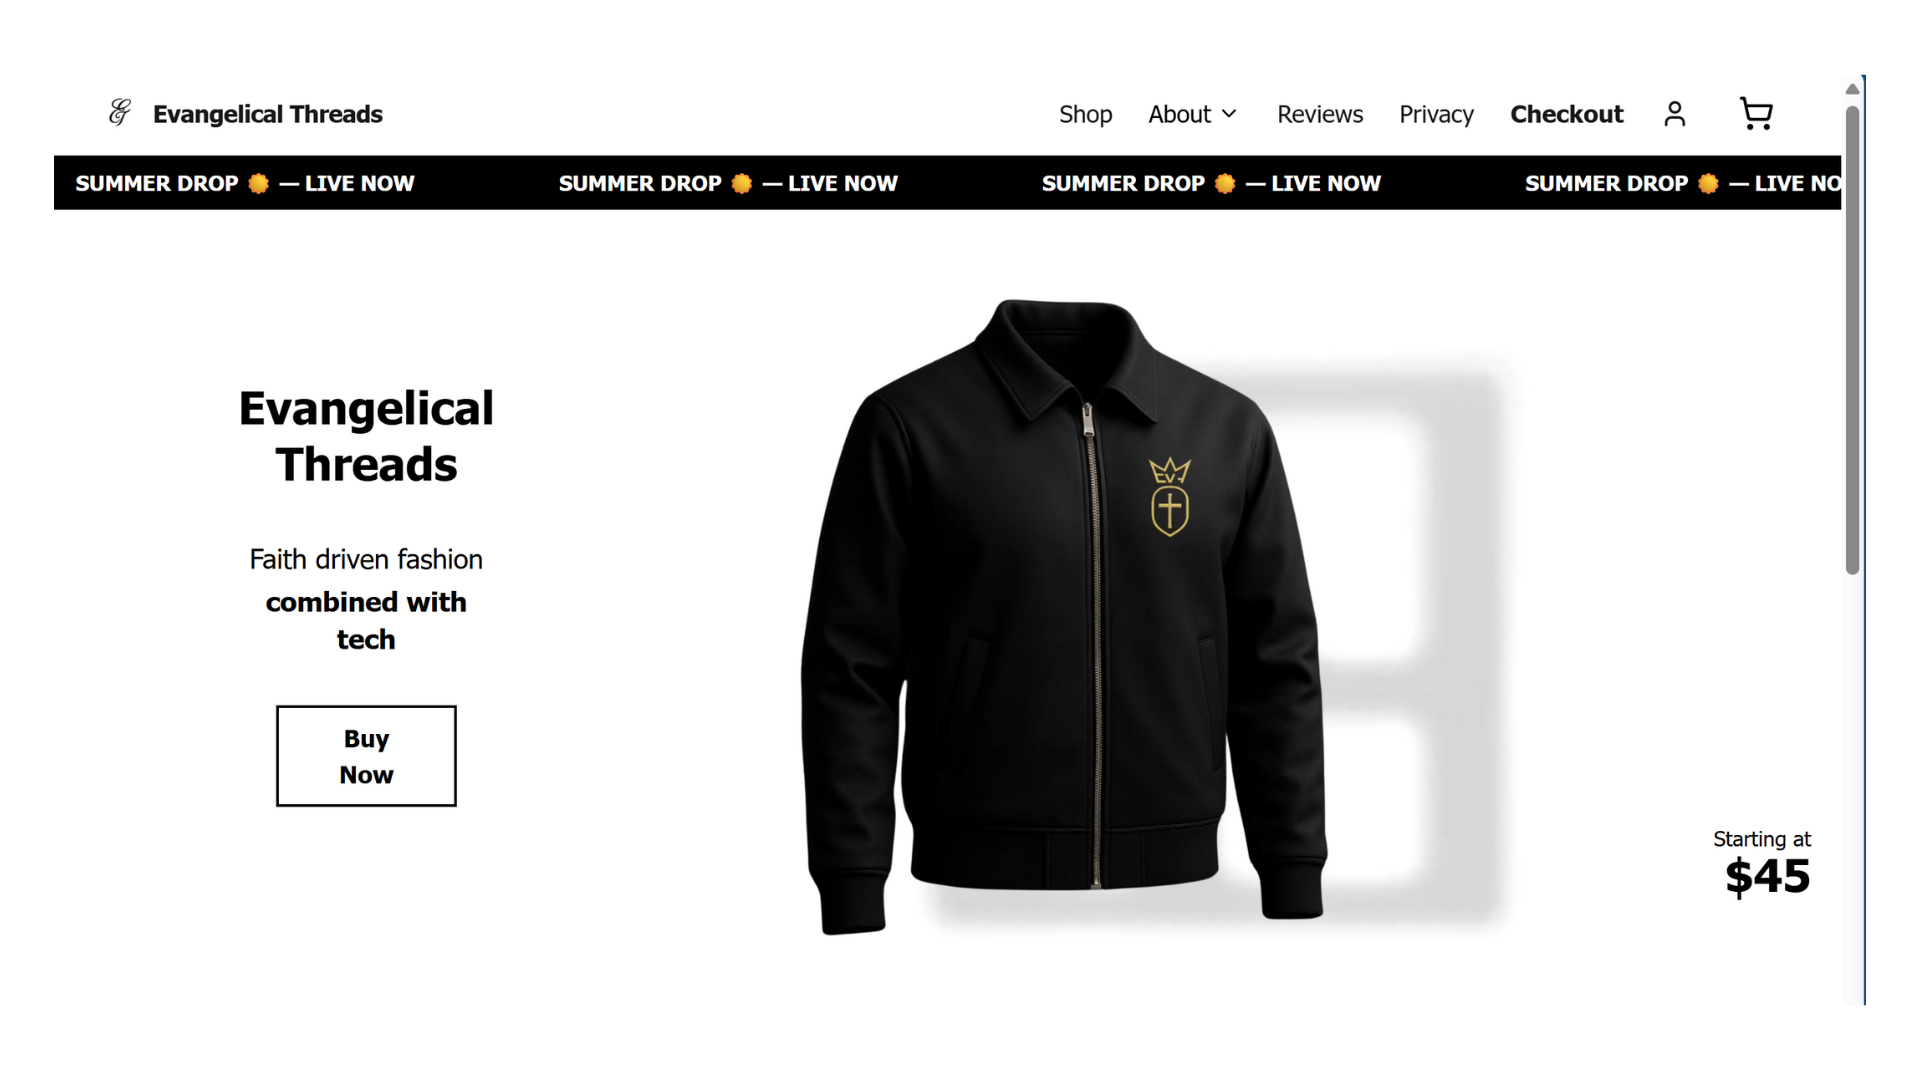 Evangelical Threads
Shop About Reviews Privacy Checkout
SUMMER DROP — LIVE NOW SUMMER DROP — LIVE NOW SUMMER DROP — LIVE NOW SUMMER DROP — LIVE NO
Evangelical
Threads
Faith driven fashion
combined with
tech
Buy
Now
Starting at
$45